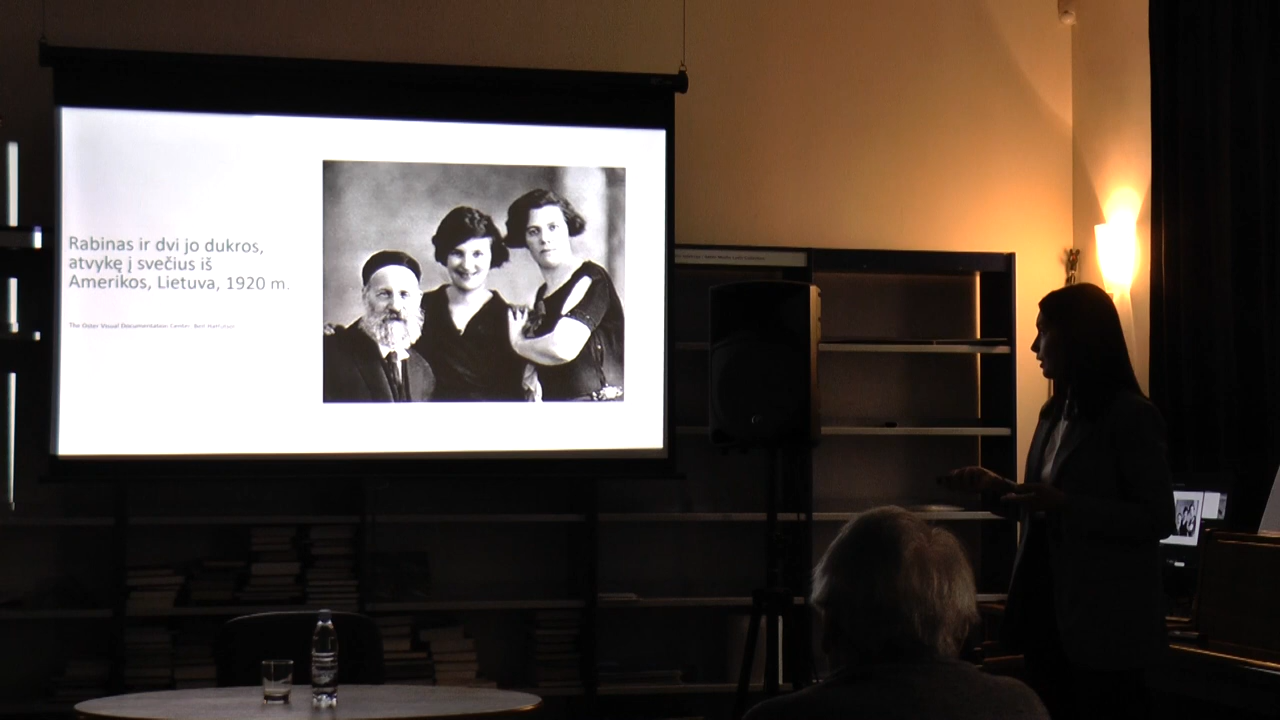 Rabinas ir dvi jo dukros,
atvykę į svečius iš
Amerikos, Lietuva, 1920 m.
The Oster Visual Documentation Center, Beit Hatfutsot